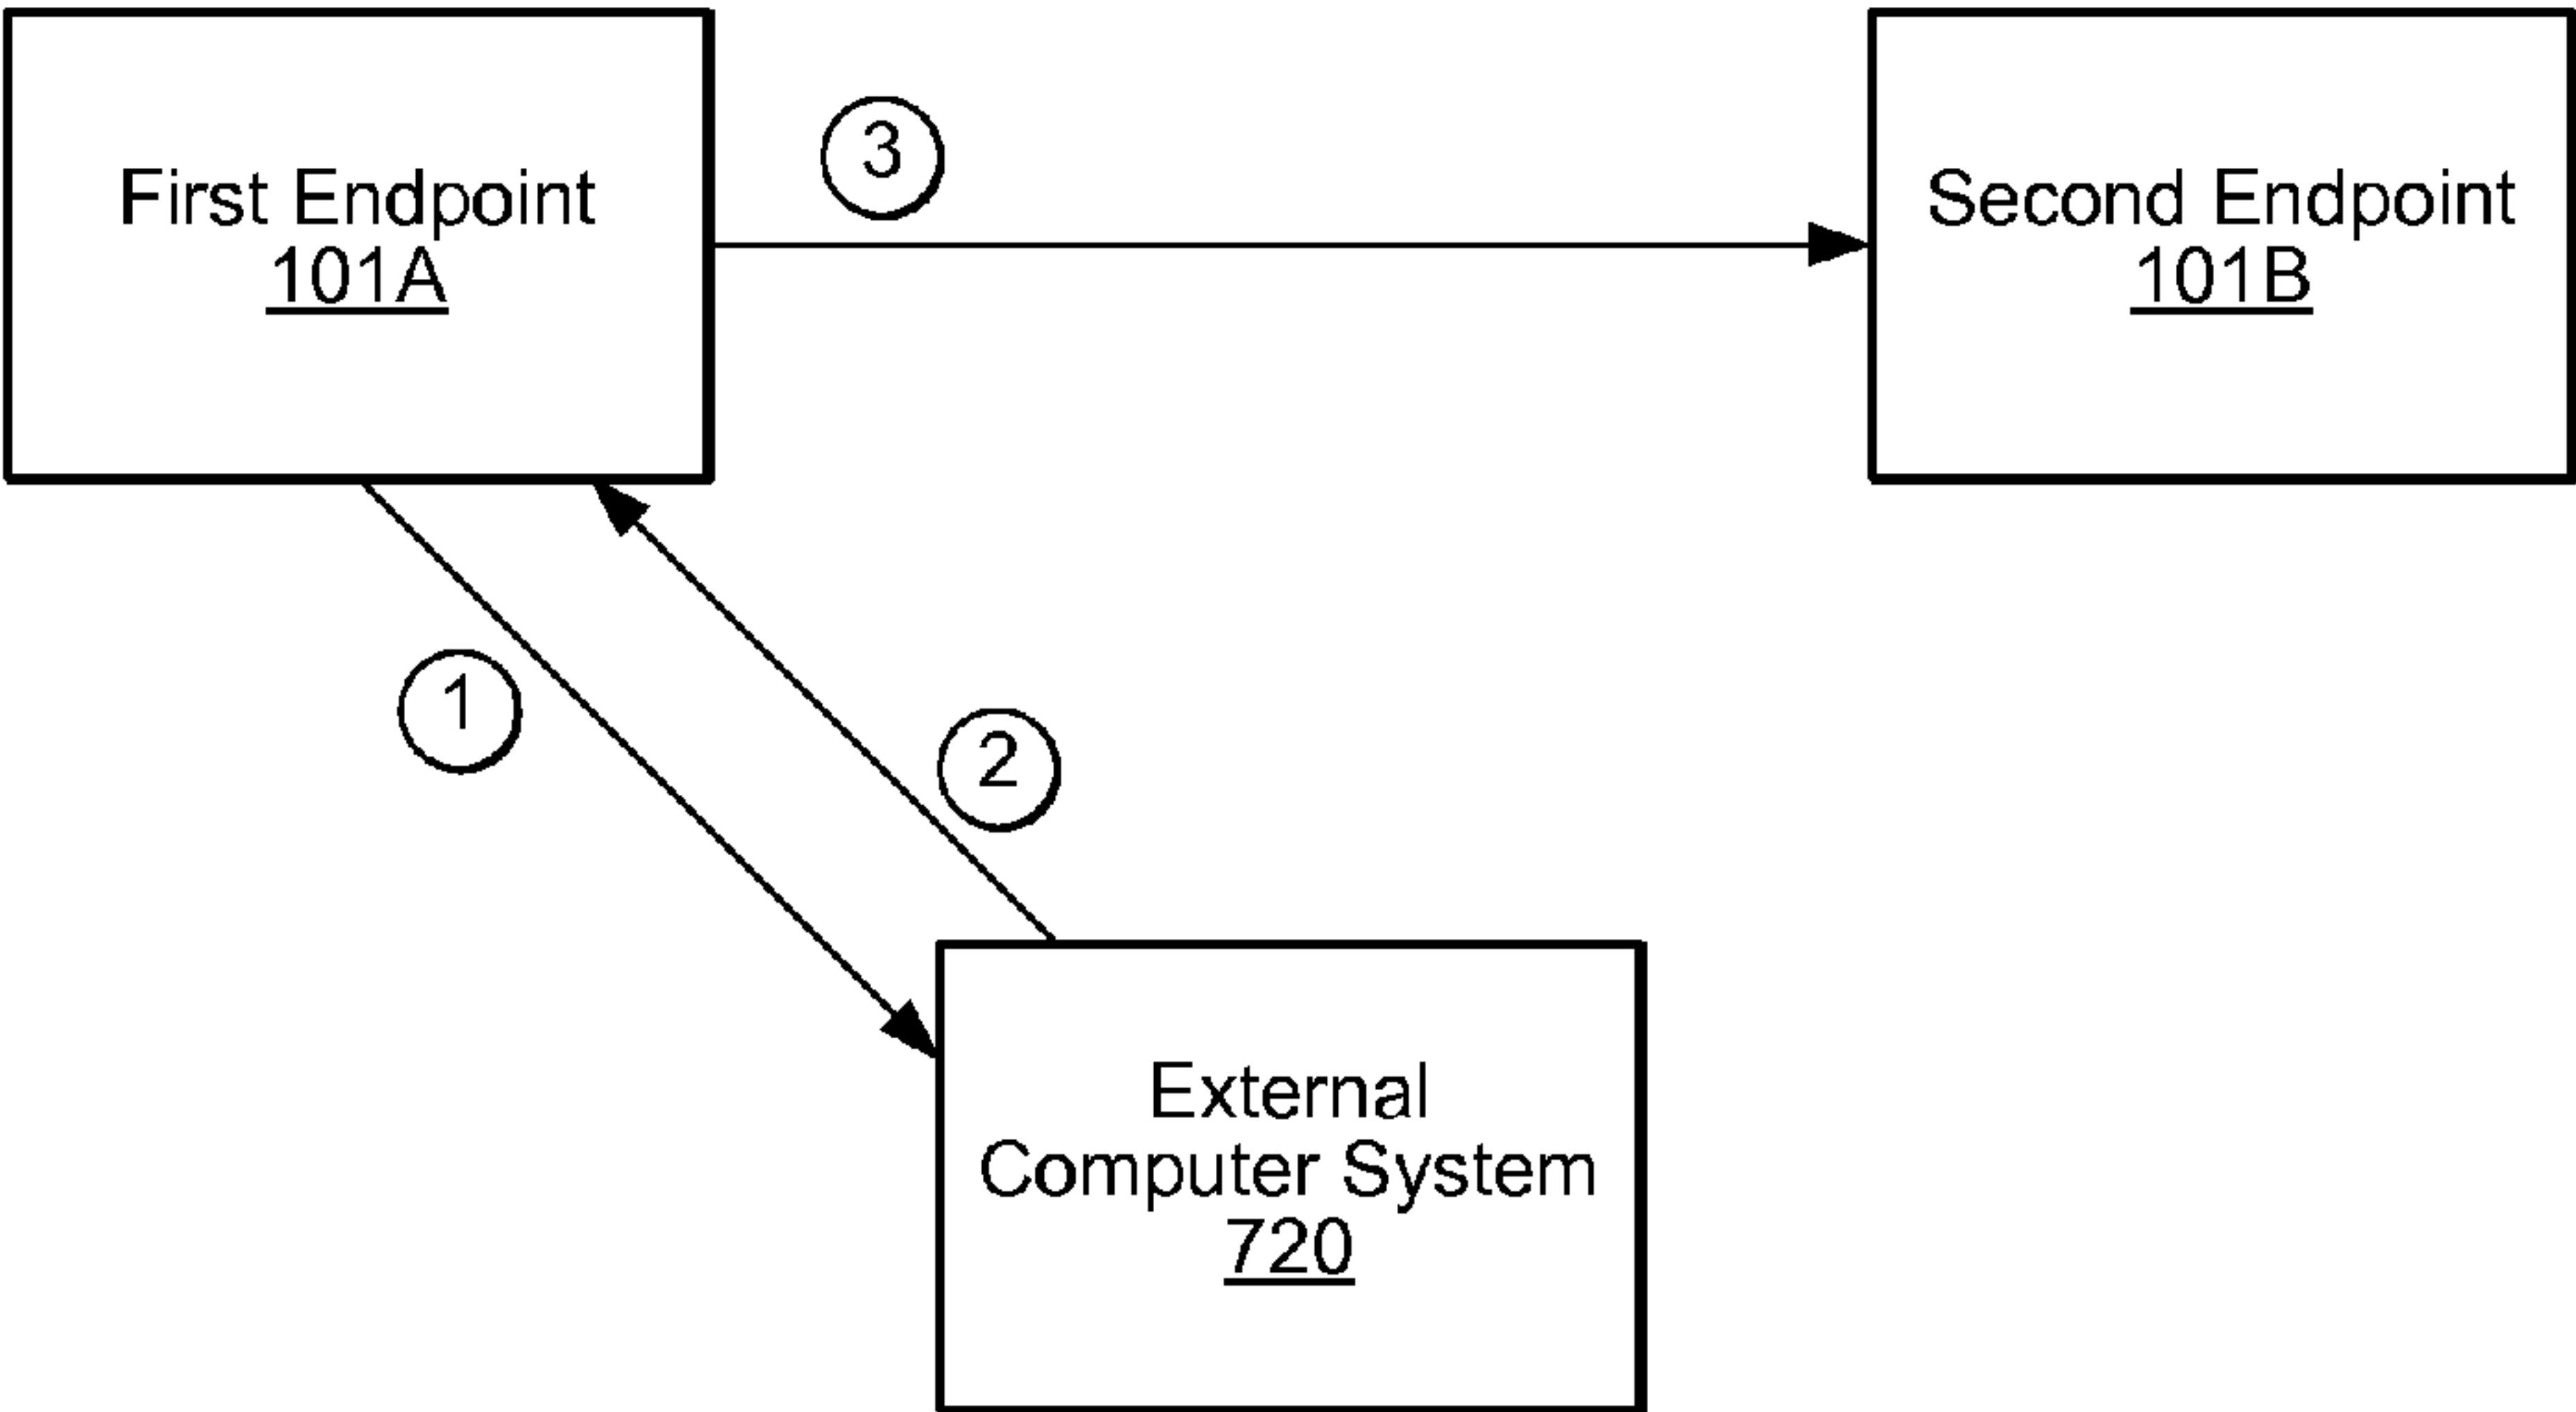 First Endpoint
101A
3
Second Endpoint
101B
1
2
External
Computer System
720